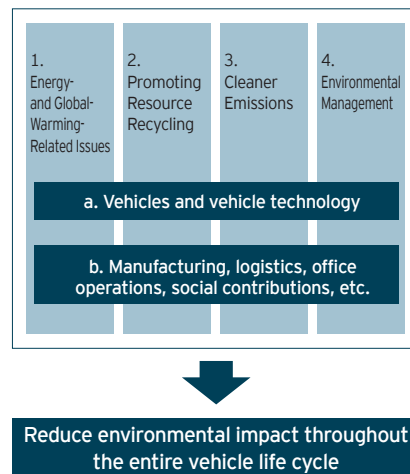 1.
Energy-
and Global-
Warming-
Related Issues
2.
Promoting
Resource
Recycling
3.
Cleaner
Emissions
4.
Environmental
Management
a. Vehicles and vehicle technology
b. Manufacturing, logistics, office
operations, social contributions, etc.
Reduce environmental impact throughout
the entire vehicle life cycle